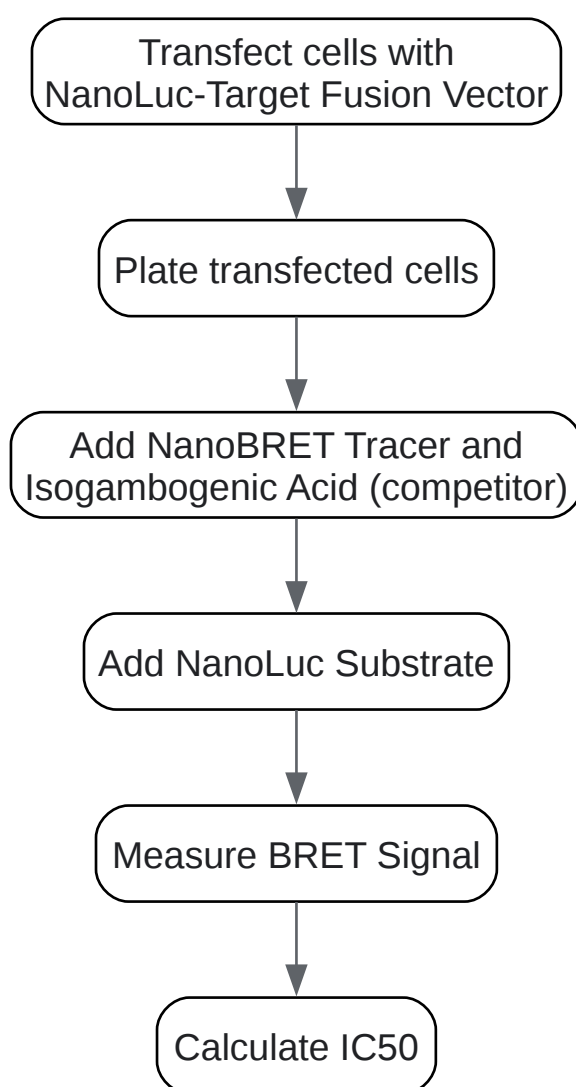 Transfect cells with
NanoLuc-Target Fusion Vector
Plate transfected cells
Add NanoBRET Tracer and
Isogambogenic Acid (competitor)
Add NanoLuc Substrate
Measure BRET Signal
Calculate IC50